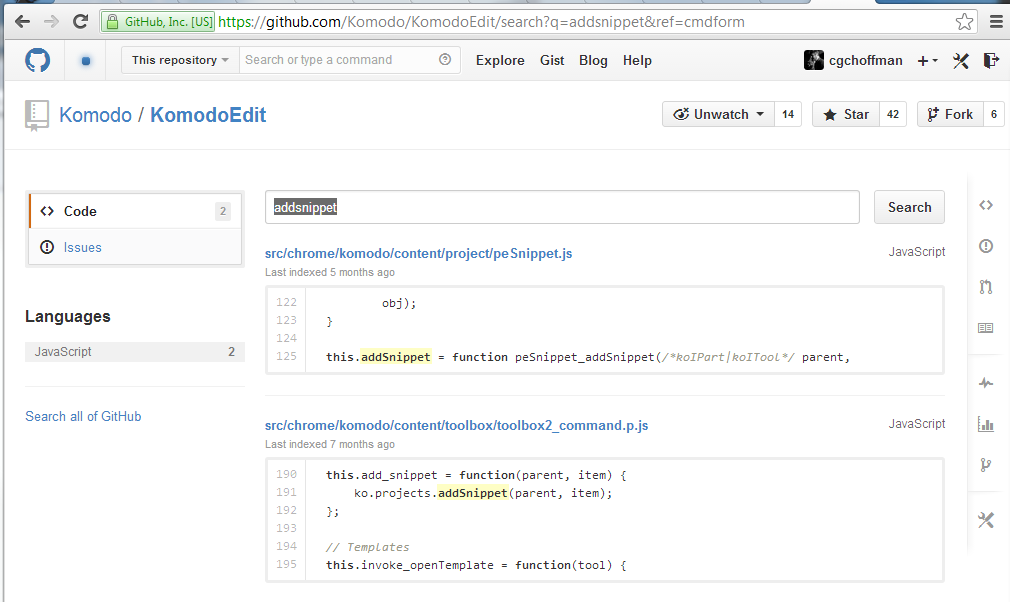 GitHub, Inc. [US] https://github.com/Komodo/KomodoEdit/search?q=addsnippet&ref=cmdform
This repository Search or type a command Explore Gist Blog Help cgchoffman
Komodo / KomodoEdit Unwatch 14 Star 42 Fork 6
Code 2
Issues
Languages
JavaScript 2
Search all of GitHub
addsnippet Search
src/chrome/komodo/content/project/peSnippet.js JavaScript
Last indexed 5 months ago
122 obj);
123 }
124
125 this.addSnippet = function peSnippet_addSnippet(/*koIPart|koITool*/ parent,
src/chrome/komodo/content/toolbox/toolbox2_command.p.js JavaScript
Last indexed 7 months ago
190 this.add_snippet = function(parent, item) {
191 ko.projects.addSnippet(parent, item);
192 };
193
194 // Templates
195 this.invoke_openTemplate = function(tool) {